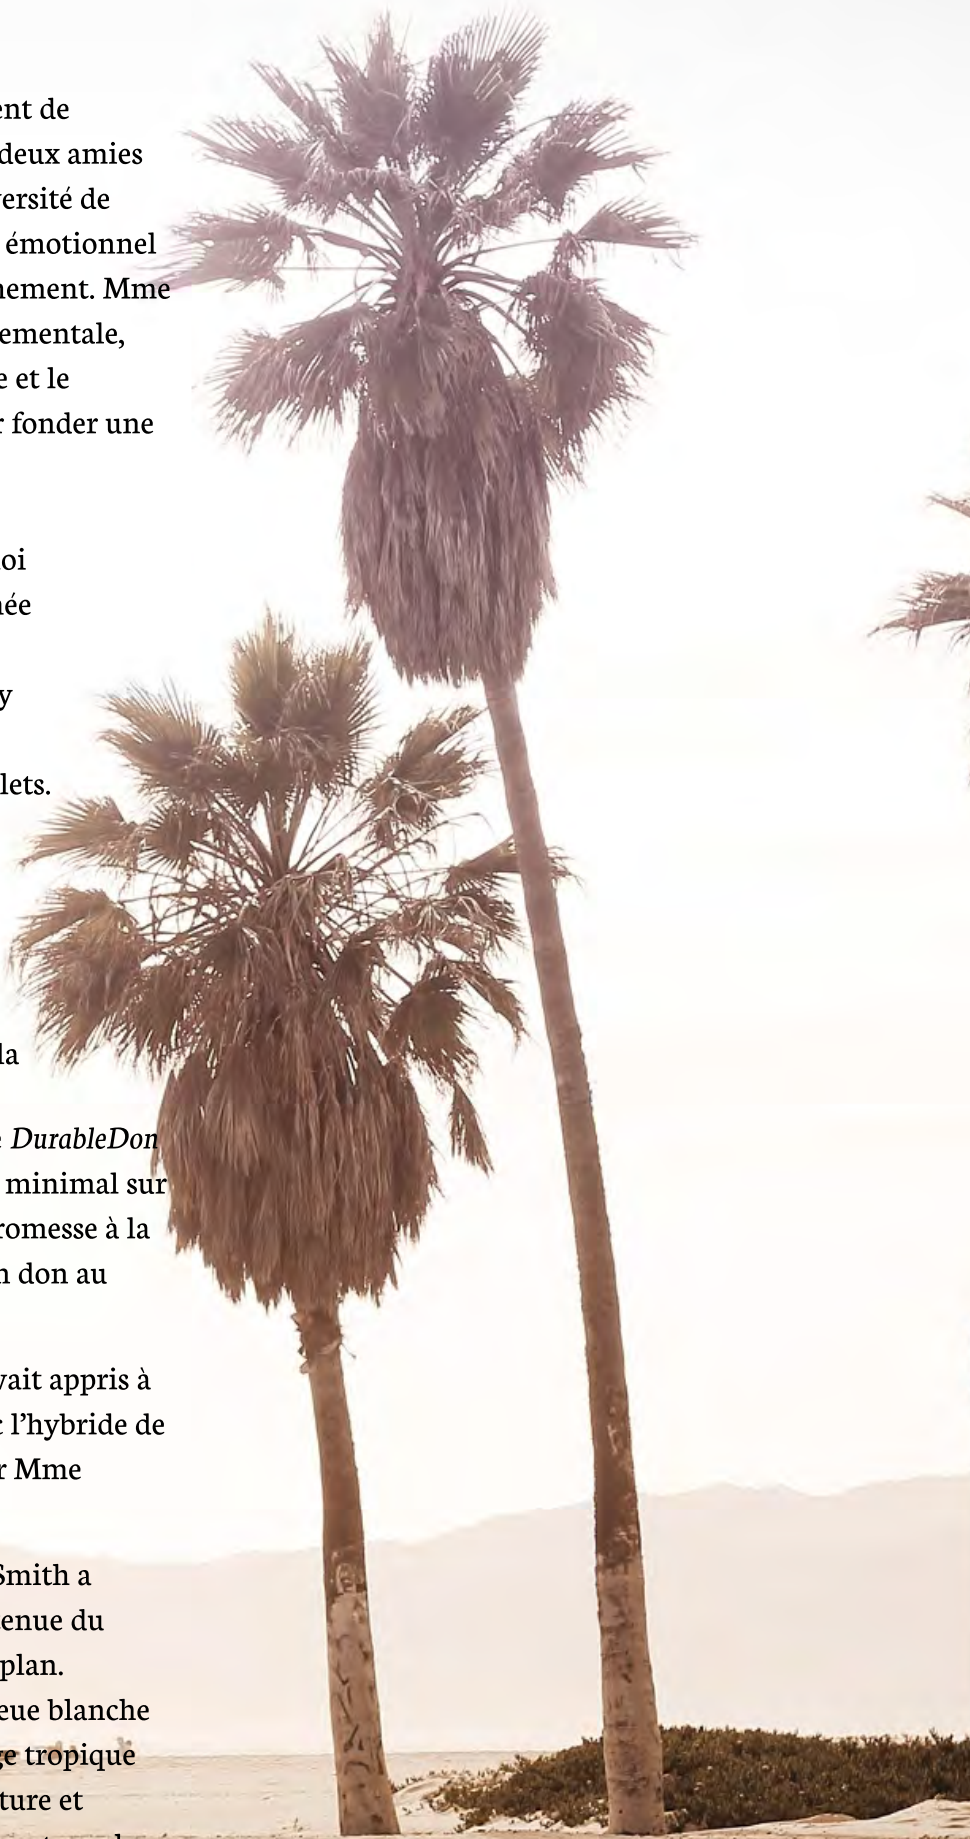 ent de
deux amies
ersité de
émotionnel
nement. Mme
ementale,
e et le
r fonder une
oi
née
y
lets.
la
e DurableDon
minimal sur
romesse à la
n don au
vait appris à
c l’hybride de
r Mme
Smith a
enue du
plan.
eue blanche
ge tropique
ture et